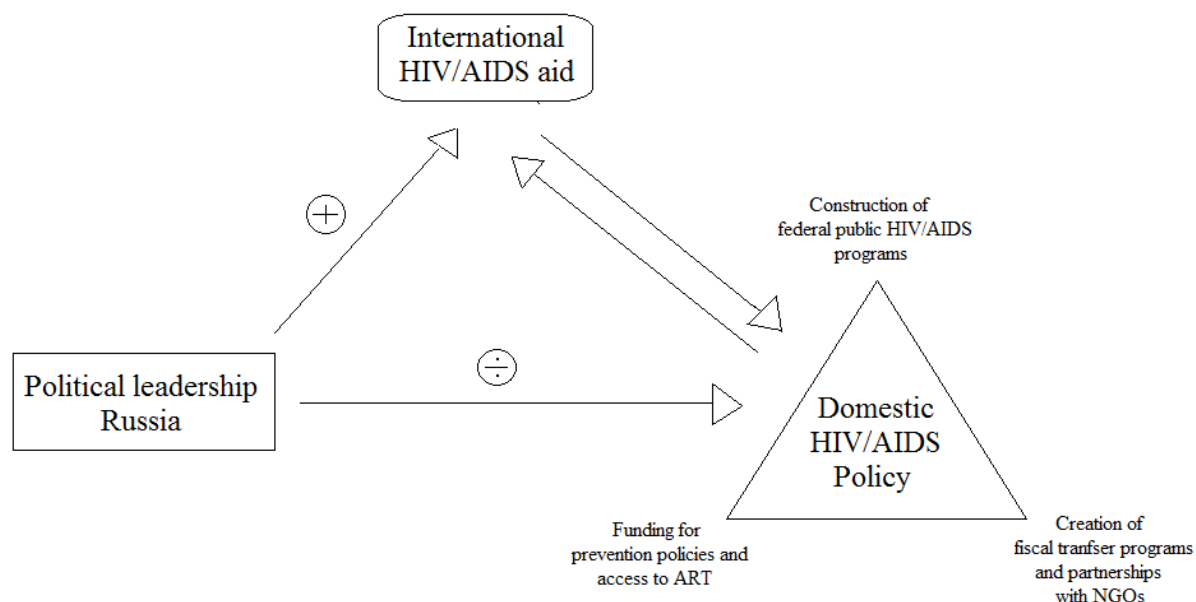 International
HIV/AIDS aid
+
Construction of
federal public HIV/AIDS
programs
÷
Political leadership
Russia
Domestic
HIV/AIDS
Policy
Funding for
prevention policies and
access to ART
Creation of
fiscal tranfser programs
and partnerships
with NGOs